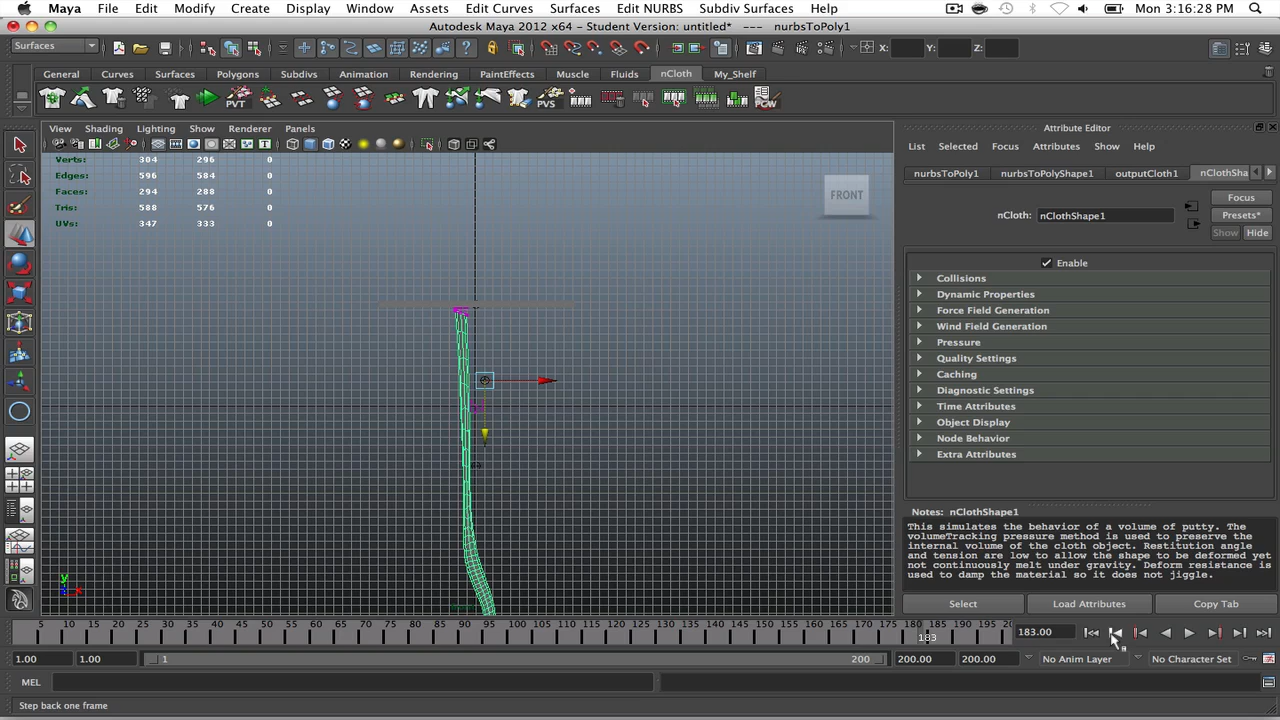 Maya File Edit Modify Create Display Window Assets Edit Curves Surfaces Edit NURBS Subdiv Surfaces Help Mon 3:16:28 PM
Autodesk Maya 2012 x64 - Student Version: untitled* --- nurbsToPoly1
Surfaces X: Y: Z:
General Curves Surfaces Polygons Subdivs Animation Rendering PaintEffects Muscle Fluids nCloth My_Shelf
PVT PVS PGW
View Shading Lighting Show Renderer Panels
Verts: 304 296 0
Edges: 596 584 0
Faces: 294 288 0
Tris: 588 576 0
UVs: 347 333 0
FRONT
y
Attribute Editor
List Selected Focus Attributes Show Help
nurbsToPoly1 nurbsToPolyShape1 outputCloth1 nClothSha
Focus
nCloth: nClothShape1 Presets*
Show Hide
Enable
Collisions
Dynamic Properties
Force Field Generation
Wind Field Generation
Pressure
Quality Settings
Caching
Diagnostic Settings
Time Attributes
Object Display
Node Behavior
Extra Attributes
Notes: nClothShape1
This simulates the behavior of a volume of putty. The
volumeTracking pressure method is used to preserve the
internal volume of the cloth object. Restitution angle
and tension are low to allow the shape to be deformed yet
not continuously melt under gravity. Deform resistance is
used to damp the material so it does not jiggle.
Select Load Attributes Copy Tab
5 10 15 20 25 30 35 40 45 50 55 60 65 70 75 80 85 90 95 100 105 110 115 120 125 130 135 140 145 150 155 160 165 170 175 180 185 190 195 20
183
183.00
1.00 1.00 1 200 200.00 200.00 No Anim Layer No Character Set
MEL
Step back one frame